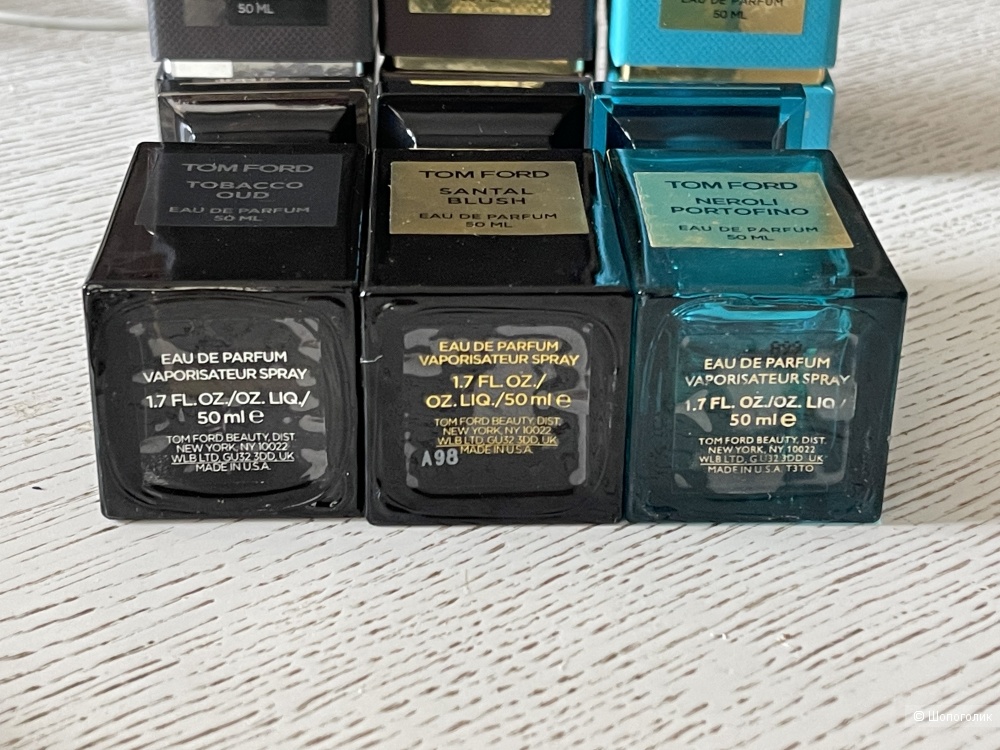 50 ML
EAU DE PARFUM
50 ML
TOM FORD
TOBACCO
OUD
EAU DE PARFUM
50 ML
TOM FORD
SANTAL
BLUSH
EAU DE PARFUM
50 ML
TOM FORD
NEROLI
PORTOFINO
EAU DE PARFUM
50 ML
EAU DE PARFUM
VAPORISATEUR SPRAY
1.7 FL. OZ./OZ. LIQ./
50 ml e
TOM FORD BEAUTY, DIST.
NEW YORK, NY 10022
WLB LTD, GU32 3DD, UK
MADE IN U.S.A.
EAU DE PARFUM
VAPORISATEUR SPRAY
1.7 FL. OZ./
OZ. LIQ./50 ml e
TOM FORD BEAUTY, DIST.
NEW YORK, NY 10022
WLB LTD, GU32 3DD, UK
MADE IN U.S.A.
A98
EAU DE PARFUM
VAPORISATEUR SPRAY
1.7 FL. OZ./OZ. LIQ./
50 ml e
TOM FORD BEAUTY, DIST.
NEW YORK, NY 10022
WLB LTD, GU32 3DD, UK
MADE IN U.S.A. T3TO
© Шопоголик